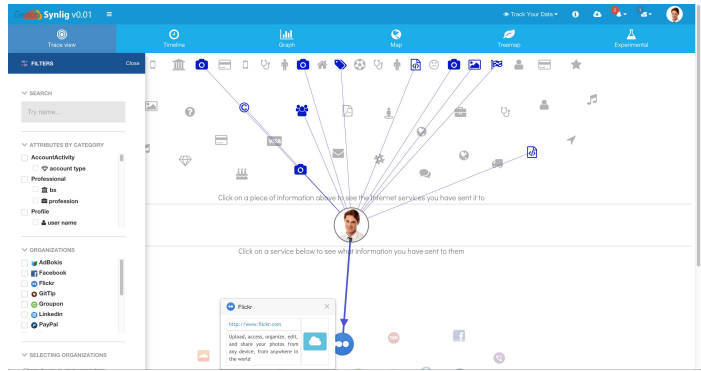 Synlig v0.01
Track Your Data
Trace view
Timeline
Graph
Map
Treemap
Experimental
FILTERS
Close
SEARCH
Try name...
ATTRIBUTES BY CATEGORY
AccountActivity
account type
Professional
bs
profession
Profile
user name
ORGANIZATIONS
AdBokis
Facebook
Flickr
GitTip
Groupon
Linkedin
PayPal
SELECTING ORGANIZATIONS
VISA
Click on a piece of information above to see the Internet services you have sent it to
Click on a service below to see what information you have sent to them
Flickr
http://www.flickr.com
Upload, access, organize, edit,
and share your photos from
any device, from anywhere in
the world